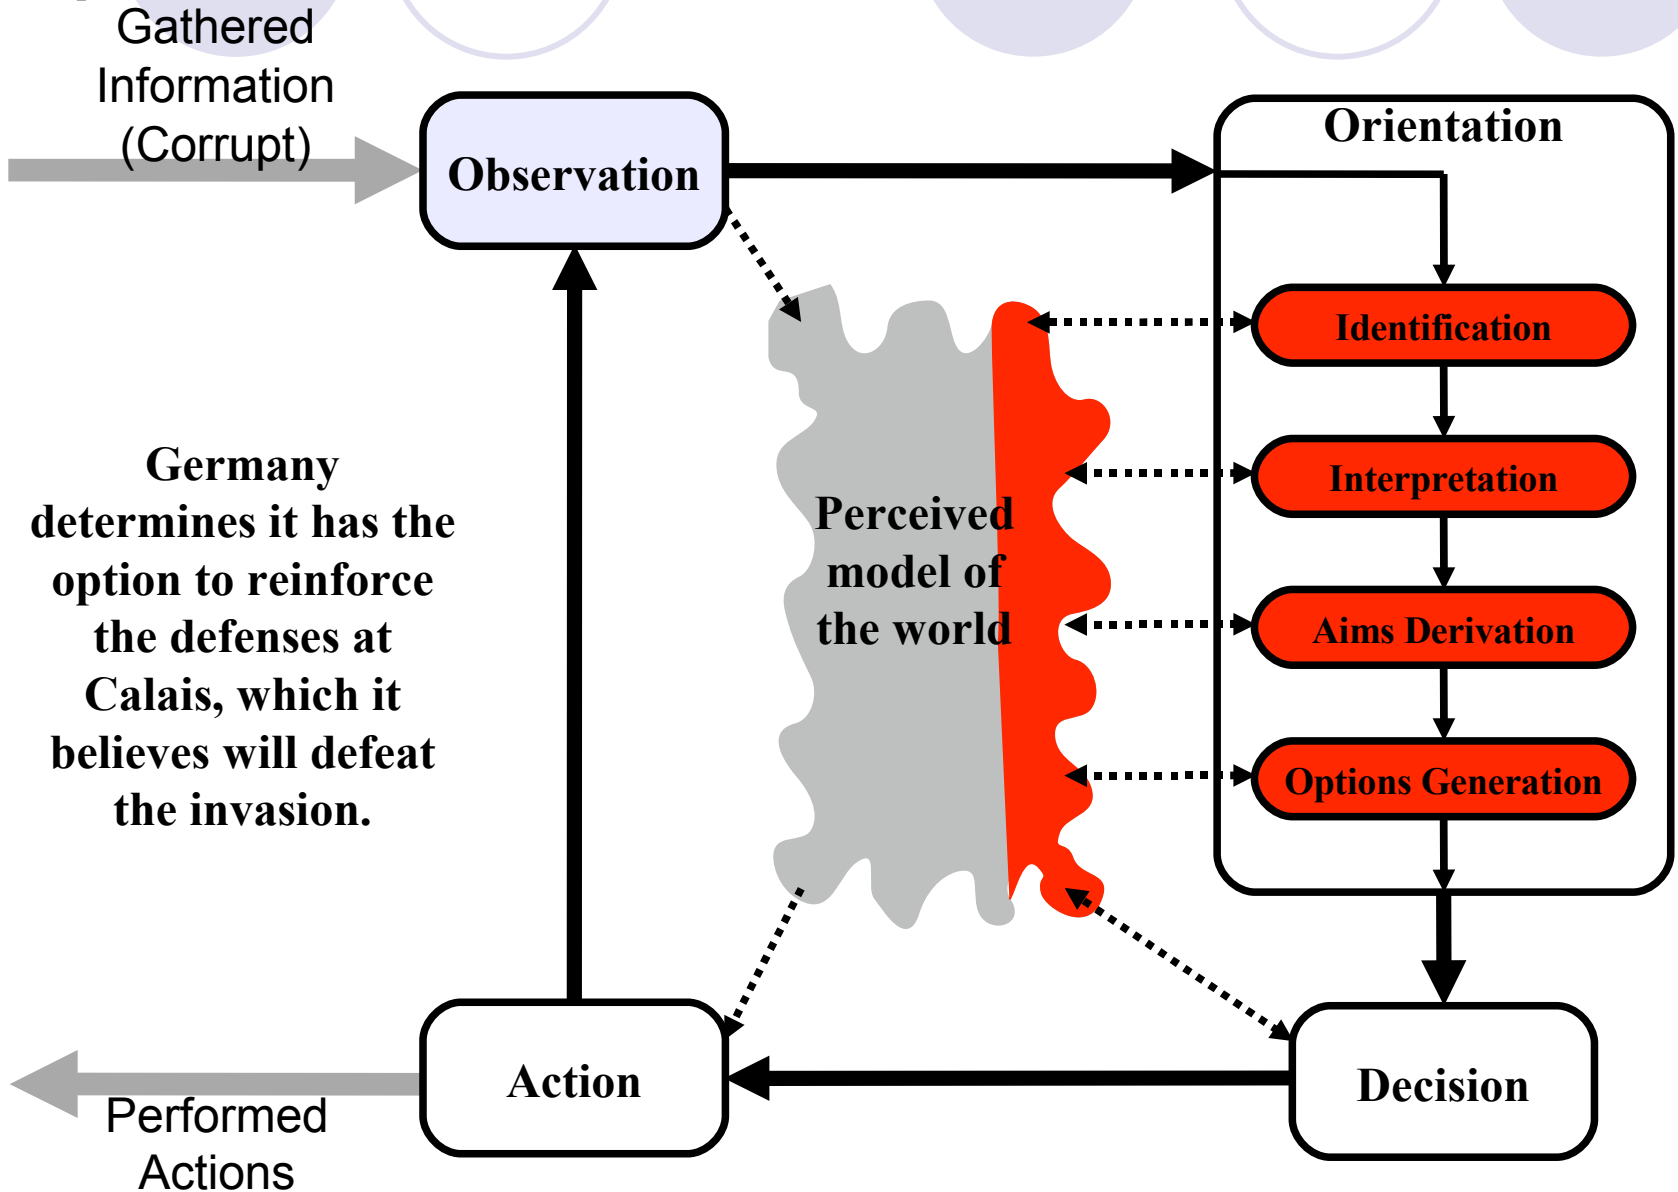 Gathered
Information
(Corrupt)
Observation
Orientation
Identification
Interpretation
Aims Derivation
Options Generation
Germany
determines it has the
option to reinforce
the defenses at
Calais, which it
believes will defeat
the invasion.
Perceived
model of
the world
Action
Decision
Performed
Actions